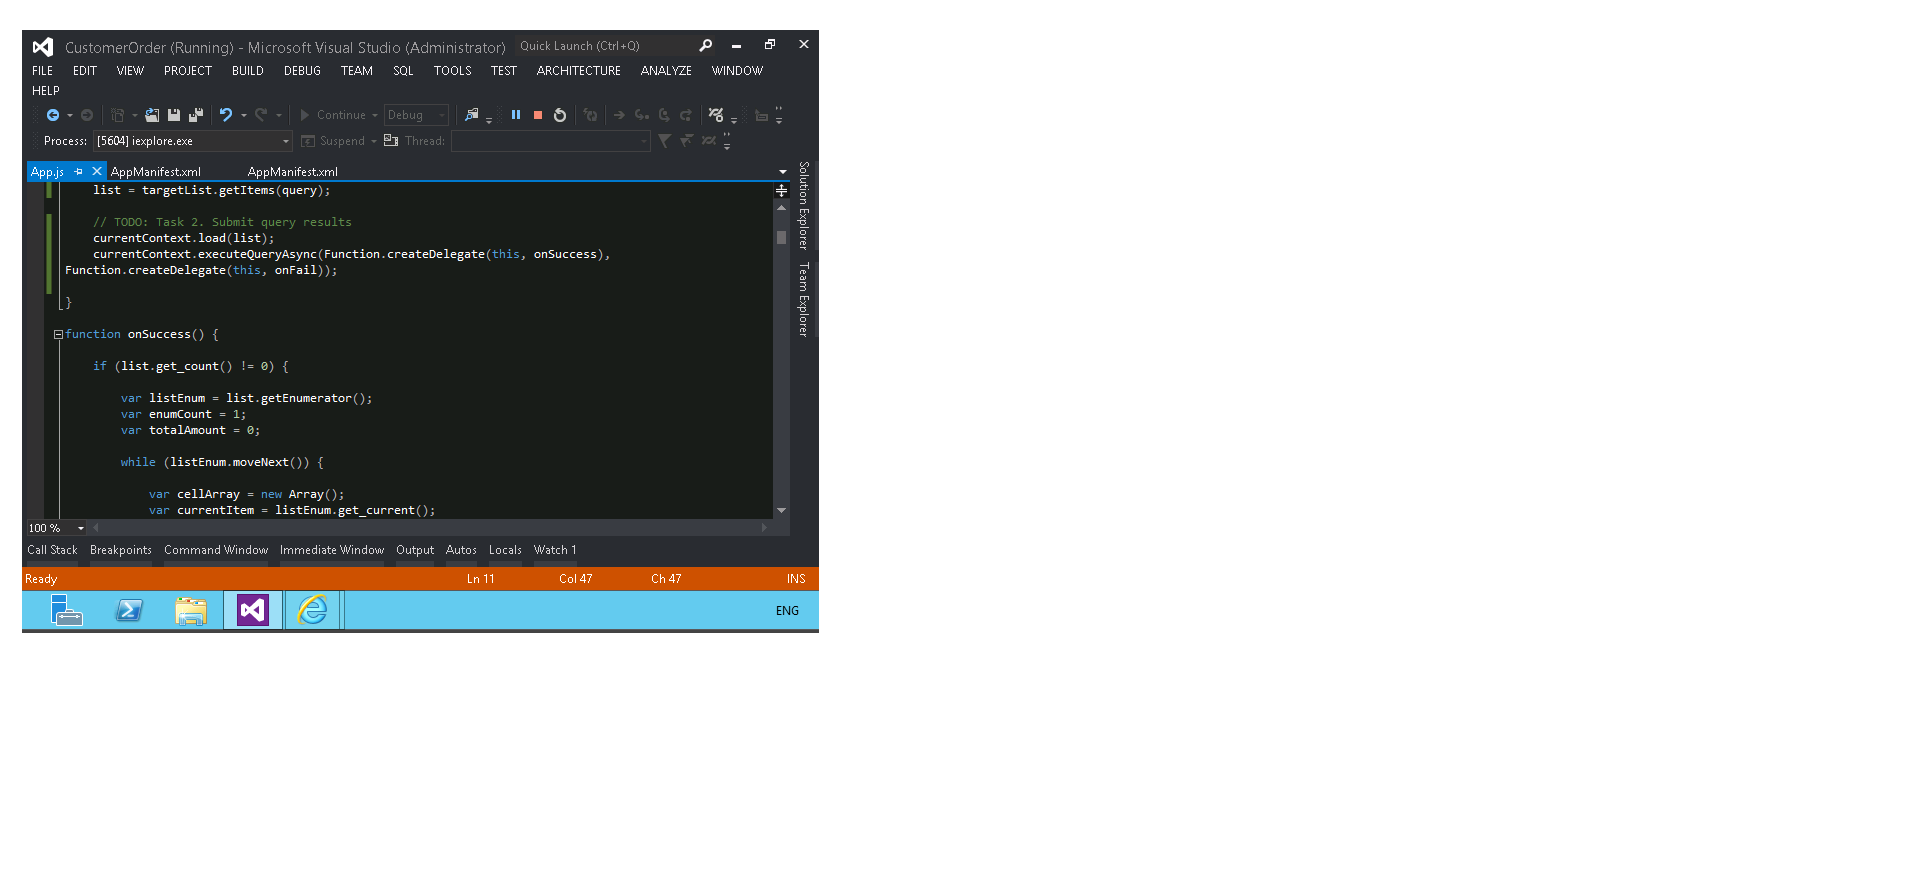 CustomerOrder (Running) - Microsoft Visual Studio (Administrator) Quick Launch (Ctrl+Q)
FILE EDIT VIEW PROJECT BUILD DEBUG TEAM SQL TOOLS TEST ARCHITECTURE ANALYZE WINDOW
HELP
Continue Debug
Process: [5604] iexplore.exe Suspend Thread:
App.js AppManifest.xml AppManifest.xml
list = targetList.getItems(query);
// TODO: Task 2. Submit query results
currentContext.load(list);
currentContext.executeQueryAsync(Function.createDelegate(this, onSuccess),
Function.createDelegate(this, onFail));
}
function onSuccess() {
if (list.get_count() != 0) {
var listEnum = list.getEnumerator();
var enumCount = 1;
var totalAmount = 0;
while (listEnum.moveNext()) {
var cellArray = new Array();
var currentItem = listEnum.get_current();
Solution Explorer
Team Explorer
100 %
Call Stack Breakpoints Command Window Immediate Window Output Autos Locals Watch 1
Ready Ln 11 Col 47 Ch 47 INS
ENG